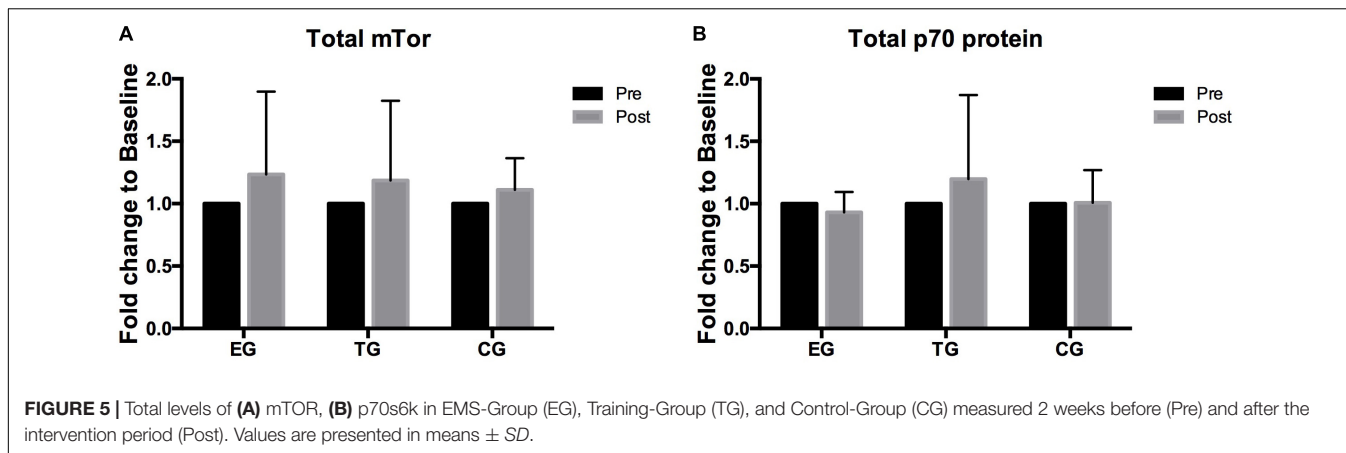 A
Total mTor
Fold change to Baseline
2.0
1.5
1.0
0.5
0.0
EG
TG
CG
Pre
Post
B
Total p70 protein
Fold change to Baseline
2.0
1.5
1.0
0.5
0.0
EG
TG
CG
Pre
Post
FIGURE 5 | Total levels of (A) mTOR, (B) p70s6k in EMS-Group (EG), Training-Group (TG), and Control-Group (CG) measured 2 weeks before (Pre) and after the
intervention period (Post). Values are presented in means ± SD.